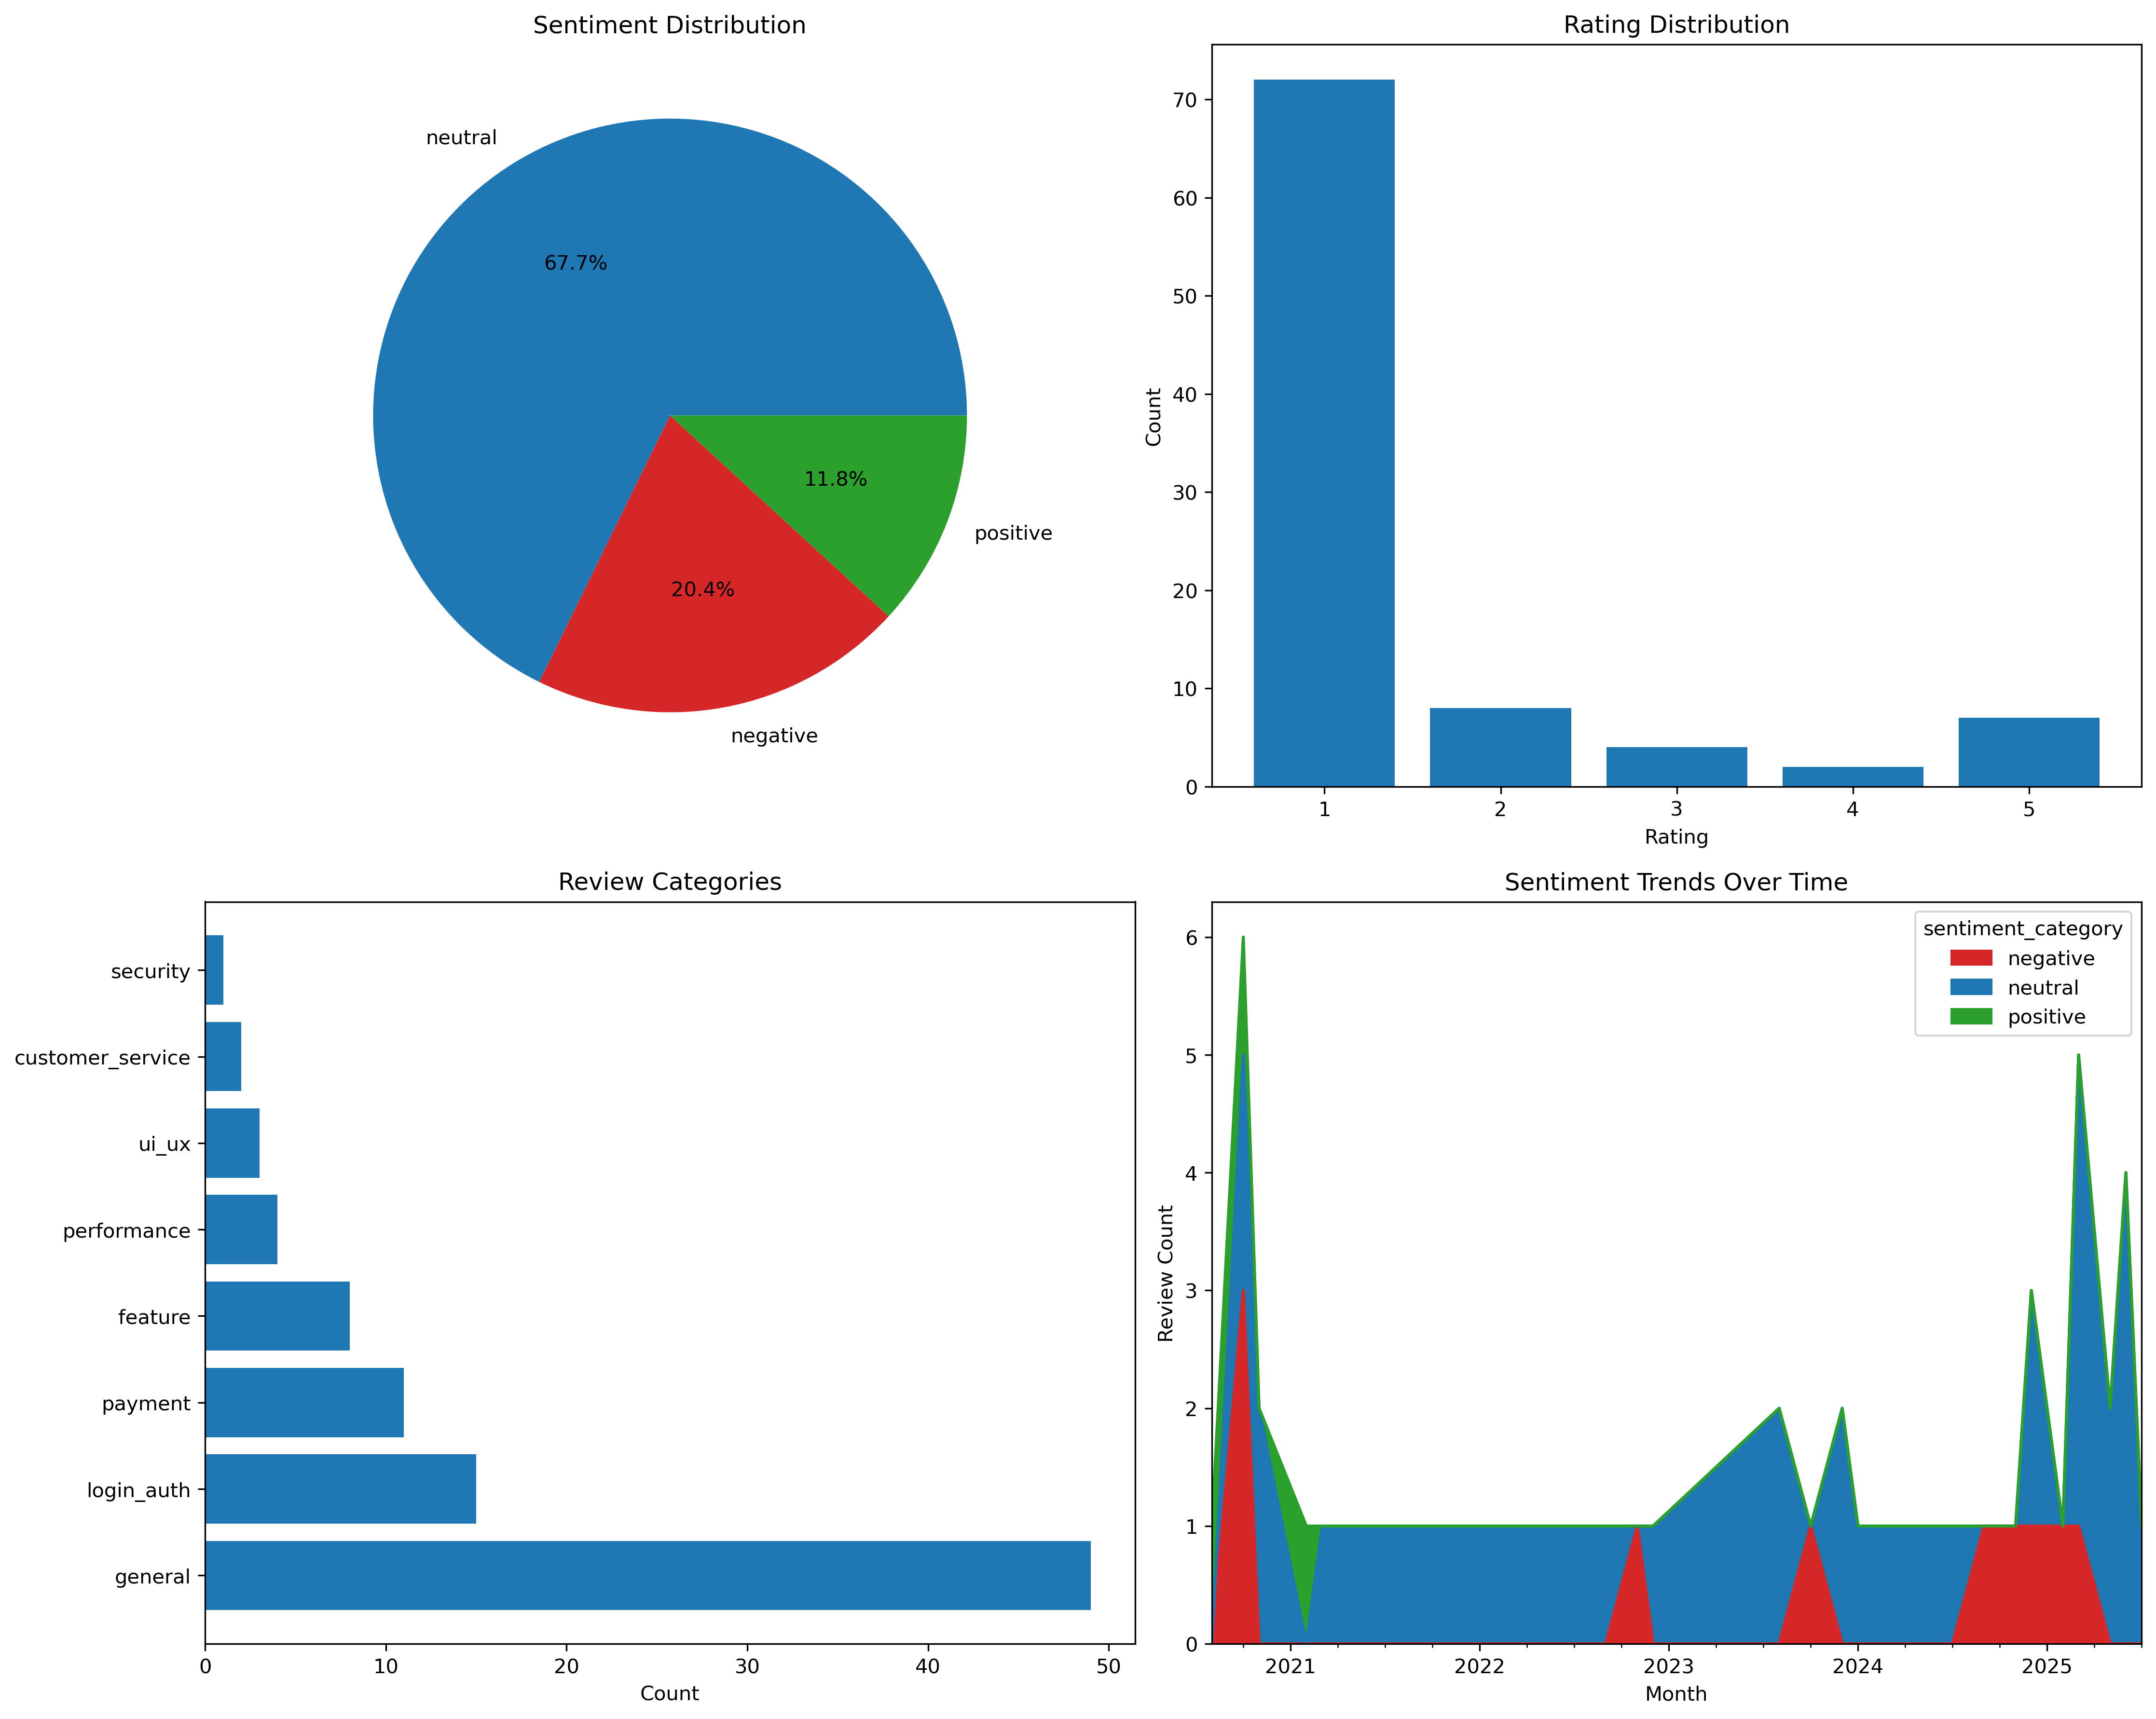 Sentiment Distribution
neutral
67.7%
11.8%
positive
20.4%
negative
Rating Distribution
Count
70
60
50
40
30
20
10
0
1 2 3 4 5
Rating
Review Categories
security
customer_service
ui_ux
performance
feature
payment
login_auth
general
0 10 20 30 40 50
Count
Sentiment Trends Over Time
sentiment_category
negative
neutral
positive
Review Count
6
5
4
3
2
1
0
2021 2022 2023 2024 2025
Month